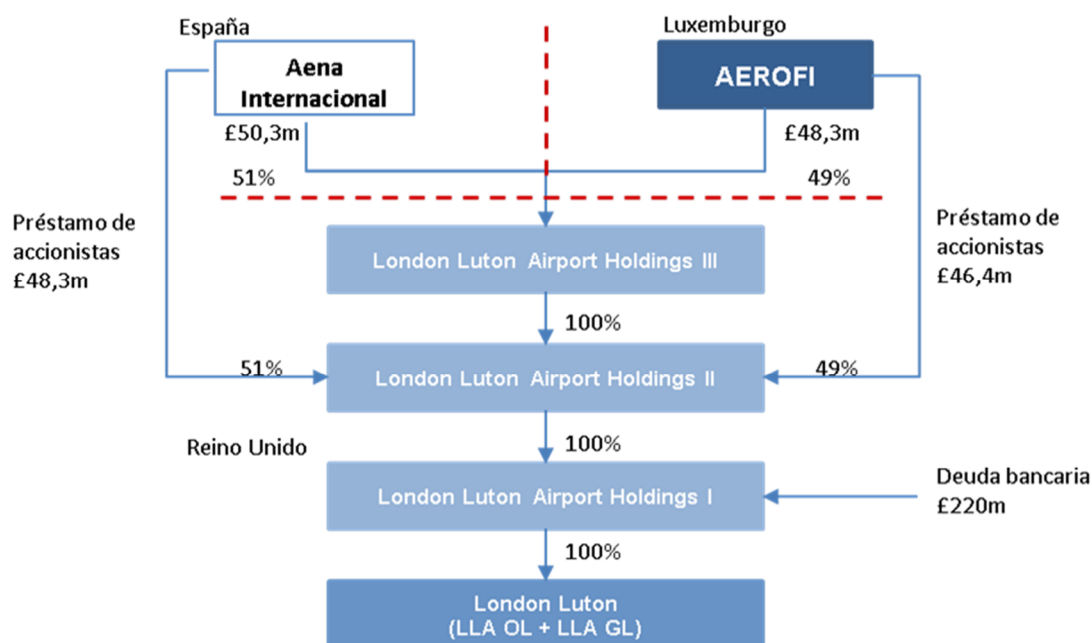 España
Luxemburgo
Aena
Internacional
AEROFI
£50,3m
£48,3m
51%
49%
Préstamo de
accionistas
£48,3m
Préstamo de
accionistas
£46,4m
London Luton Airport Holdings III
100%
51%
London Luton Airport Holdings II
49%
Reino Unido
100%
London Luton Airport Holdings I
Deuda bancaria
£220m
100%
London Luton
(LLA OL + LLA GL)